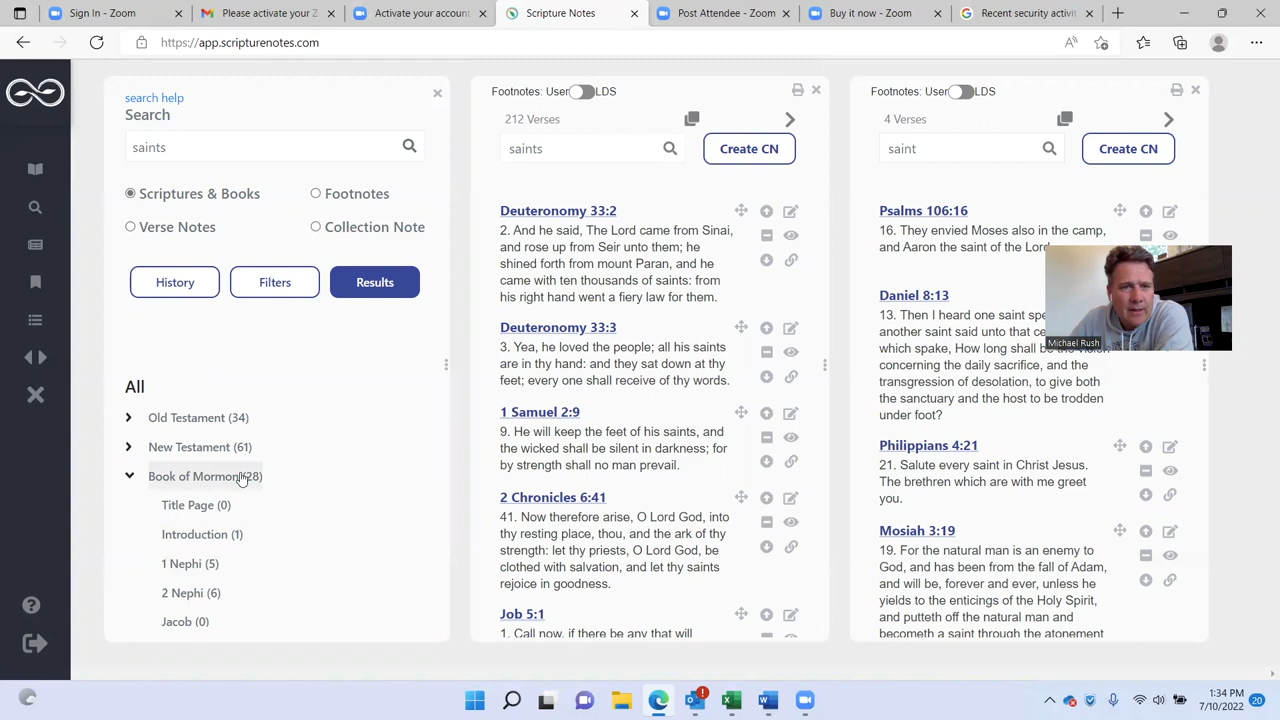 Sign In - Zoom
Please activate your Z
Activate your accoun
Scripture Notes
Post Attendee - Zoom
Buy it now - Zoom
Recent security activi
https://app.scripturenotes.com
search help
Search
saints
Scriptures & Books
Footnotes
Verse Notes
Collection Note
History
Filters
Results
All
Old Testament (34)
New Testament (61)
Book of Mormon (28)
Title Page (0)
Introduction (1)
1 Nephi (5)
2 Nephi (6)
Jacob (0)
Footnotes: User LDS
212 Verses
saints
Create CN
Deuteronomy 33:2
2. And he said, The Lord came from Sinai,
and rose up from Seir unto them; he
shined forth from mount Paran, and he
came with ten thousands of saints: from
his right hand went a fiery law for them.
Deuteronomy 33:3
3. Yea, he loved the people; all his saints
are in thy hand: and they sat down at thy
feet; every one shall receive of thy words.
1 Samuel 2:9
9. He will keep the feet of his saints, and
the wicked shall be silent in darkness; for
by strength shall no man prevail.
2 Chronicles 6:41
41. Now therefore arise, O Lord God, into
thy resting place, thou, and the ark of thy
strength: let thy priests, O Lord God, be
clothed with salvation, and let thy saints
rejoice in goodness.
Job 5:1
1. Call now, if there be any that will
Footnotes: User LDS
4 Verses
saint
Create CN
Psalms 106:16
16. They envied Moses also in the camp,
and Aaron the saint of the Lord
Daniel 8:13
13. Then I heard one saint spe
another saint said unto that ce
which spake, How long shall be
concerning the daily sacrifice, and the
transgression of desolation, to give both
the sanctuary and the host to be trodden
under foot?
Philippians 4:21
21. Salute every saint in Christ Jesus.
The brethren which are with me greet
you.
Mosiah 3:19
19. For the natural man is an enemy to
God, and has been from the fall of Adam,
and will be, forever and ever, unless he
yields to the enticings of the Holy Spirit,
and putteth off the natural man and
becometh a saint through the atonement
Michael Rush
1:34 PM
7/10/2022
20